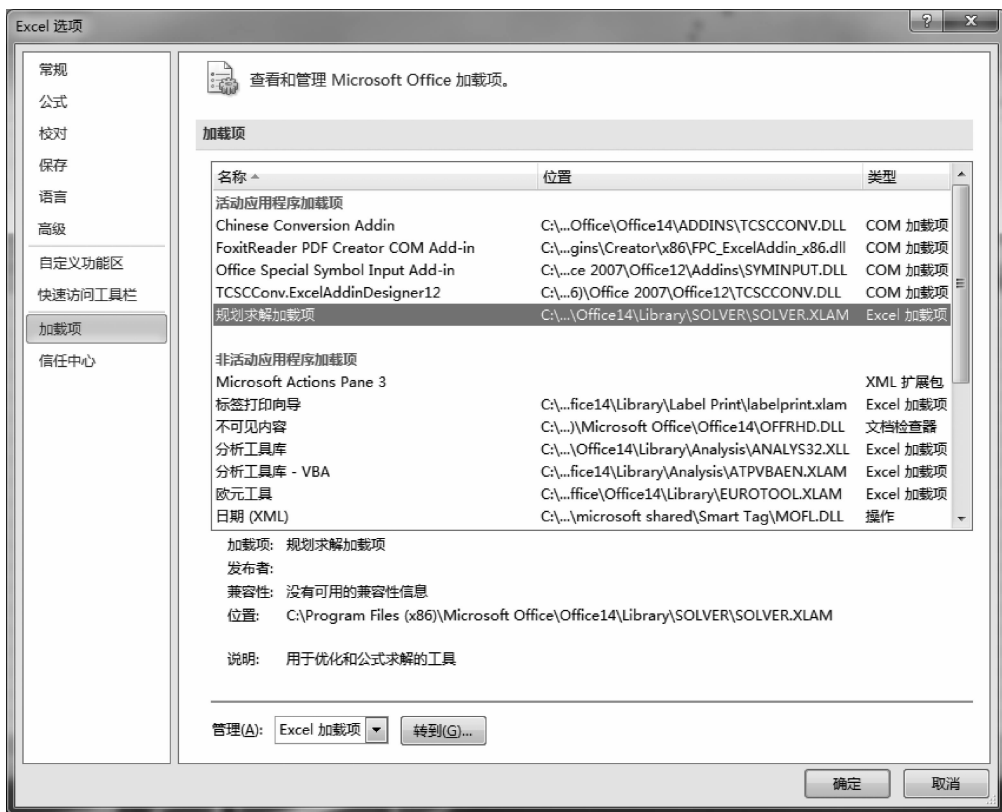 Excel 选项
常规
公式
校对
保存
语言
高级
自定义功能区
快速访问工具栏
加载项
信任中心
查看和管理 Microsoft Office 加载项。
加载项
名称 位置 类型
活动应用程序加载项
Chinese Conversion Addin C:\...Office\Office14\ADDINS\TCSCCONV.DLL COM 加载项
FoxitReader PDF Creator COM Add-in C:\...gins\Creator\x86\FPC_ExcelAddin_x86.dll COM 加载项
Office Special Symbol Input Add-in C:\...ce 2007\Office12\Addins\SYMINPUT.DLL COM 加载项
TCSCConv.ExcelAddinDesigner12 C:\...6)\Office 2007\Office12\TCSCCONV.DLL COM 加载项
规划求解加载项 C:\...\Office14\Library\SOLVER\SOLVER.XLAM Excel 加载项
非活动应用程序加载项
Microsoft Actions Pane 3 XML 扩展包
标签打印向导 C:\...fice14\Library\Label Print\labelprint.xlam Excel 加载项
不可见内容 C:\...)\Microsoft Office\Office14\OFFRHD.DLL 文档检查器
分析工具库 C:\...\Office14\Library\Analysis\ANALYS32.XLL Excel 加载项
分析工具库 - VBA C:\...fice14\Library\Analysis\ATPVBAEN.XLAM Excel 加载项
欧元工具 C:\...ffice\Office14\Library\EUROTOOL.XLAM Excel 加载项
日期 (XML) C:\...\microsoft shared\Smart Tag\MOFL.DLL 操作
加载项: 规划求解加载项
发布者:
兼容性: 没有可用的兼容性信息
位置: C:\Program Files (x86)\Microsoft Office\Office14\Library\SOLVER\SOLVER.XLAM
说明: 用于优化和公式求解的工具
管理(A): Excel 加载项 转到(G)...
确定 取消